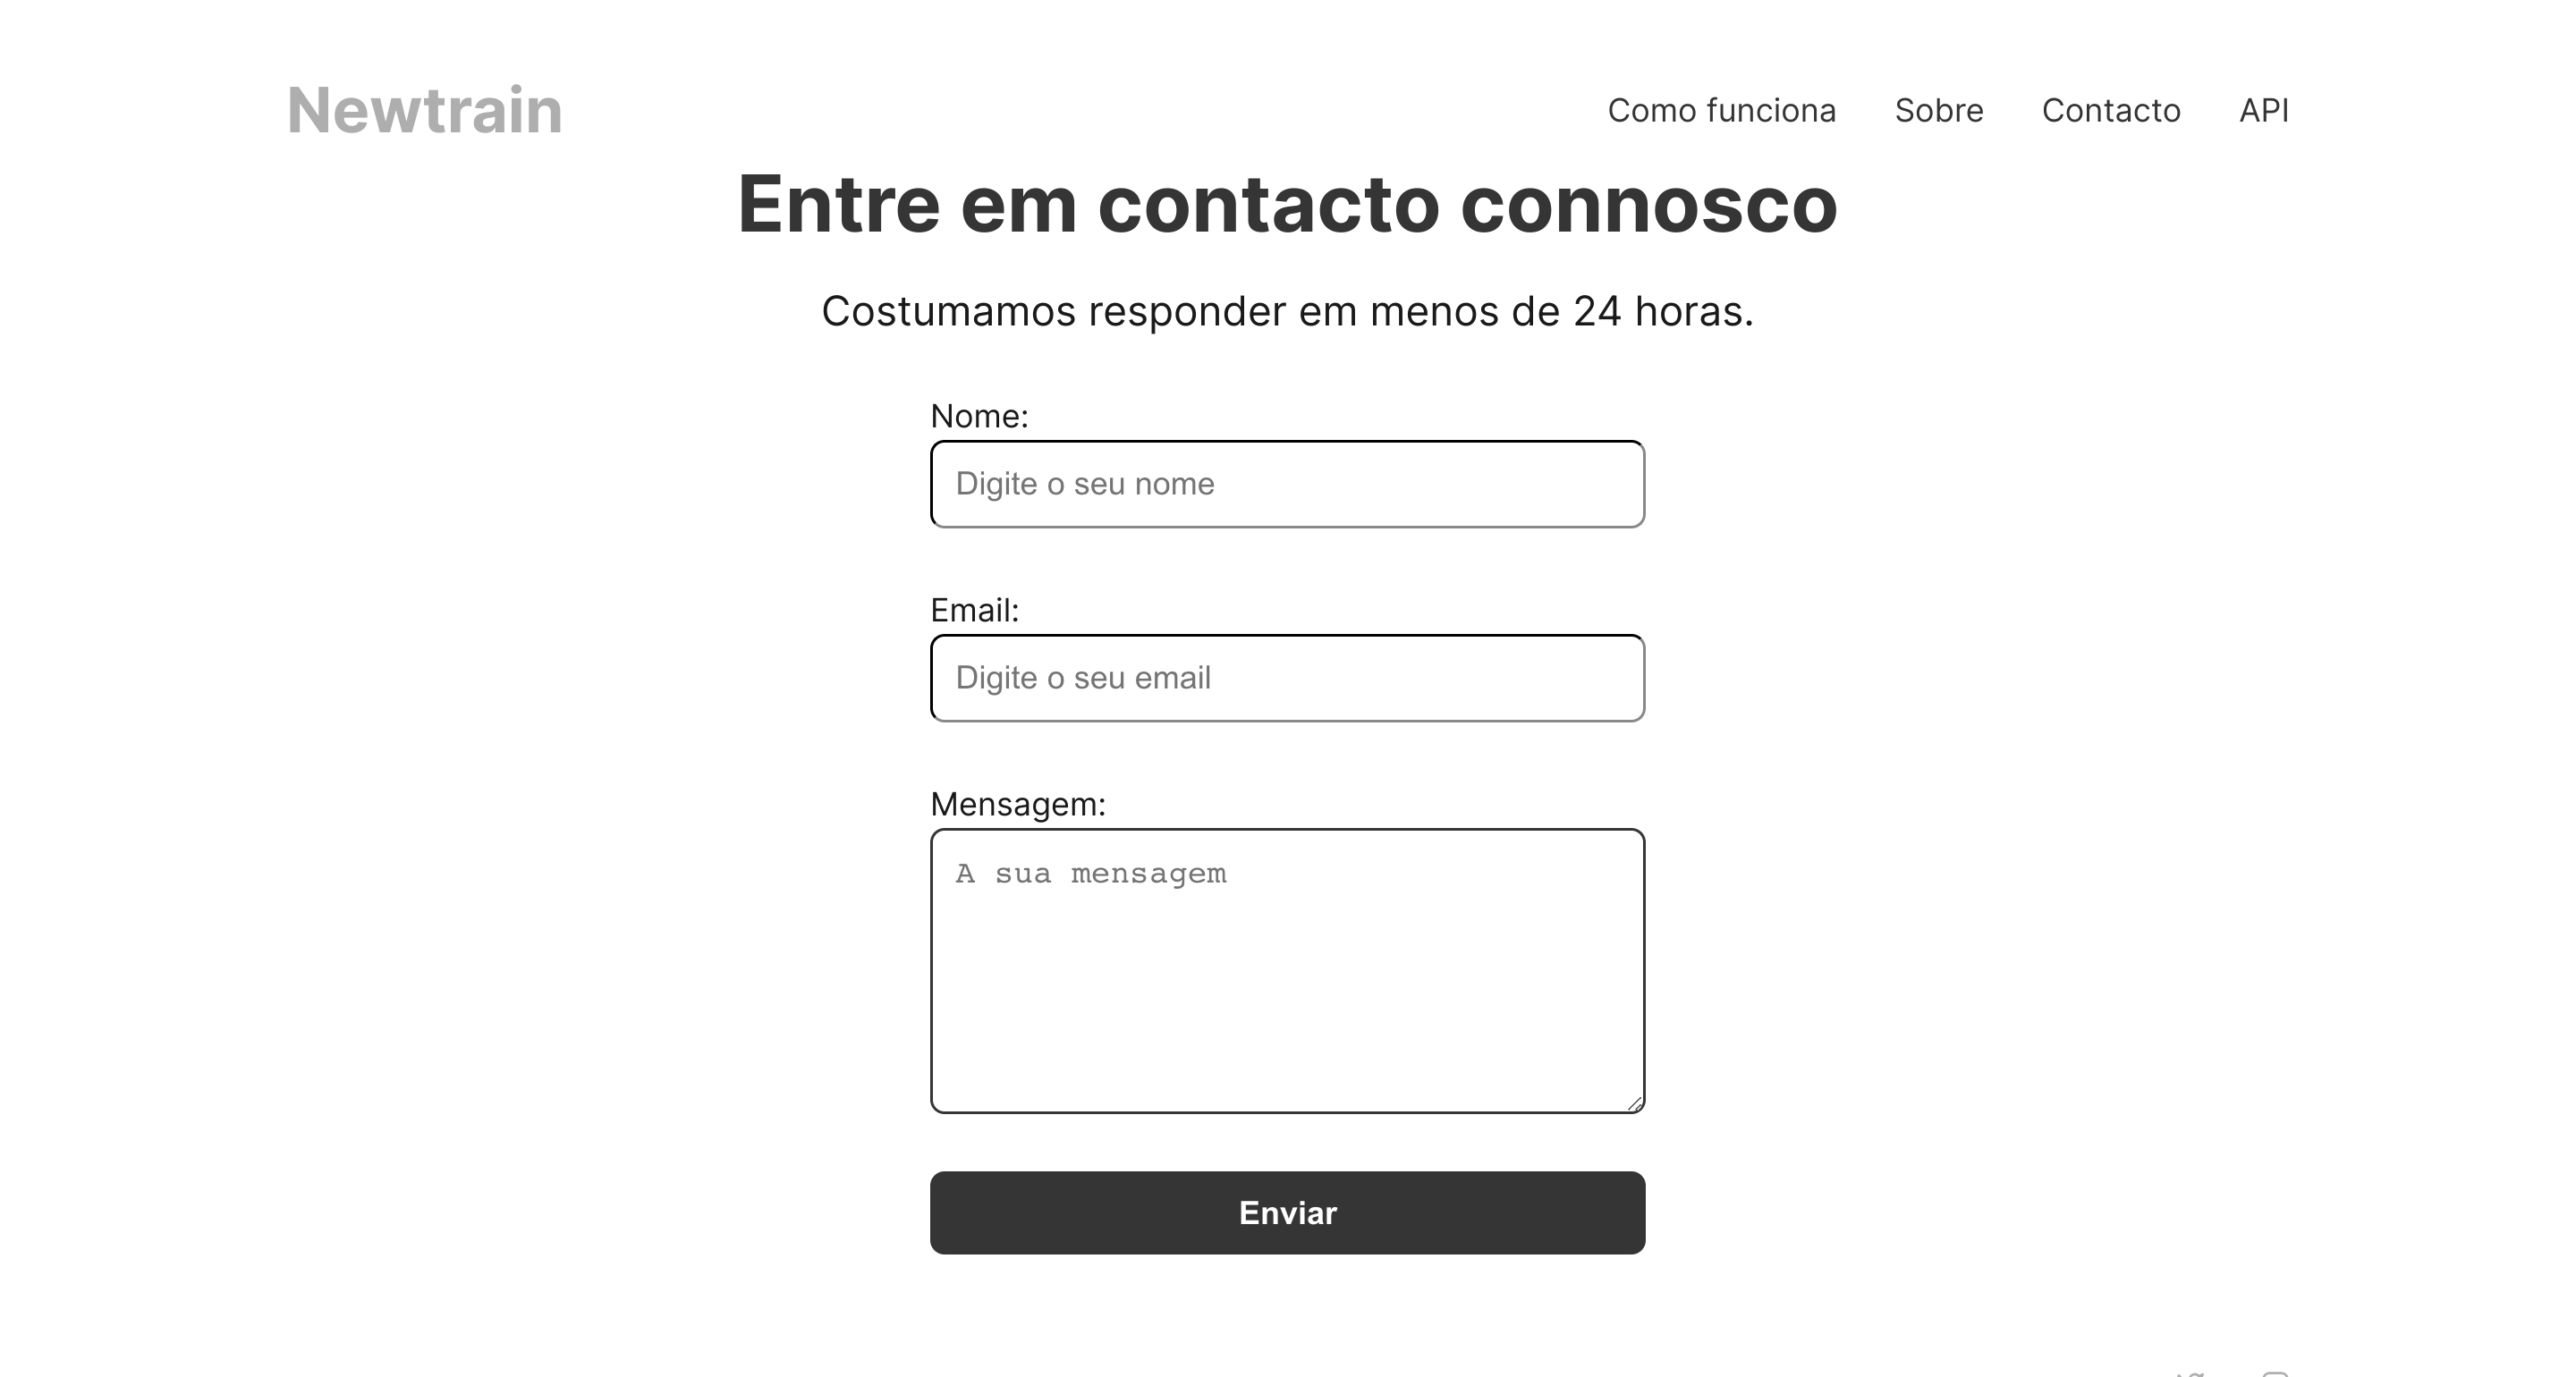 Newtrain
Como funciona Sobre Contacto API
Entre em contacto connosco
Costumamos responder em menos de 24 horas.
Nome:
Digite o seu nome
Email:
Digite o seu email
Mensagem:
A sua mensagem
Enviar